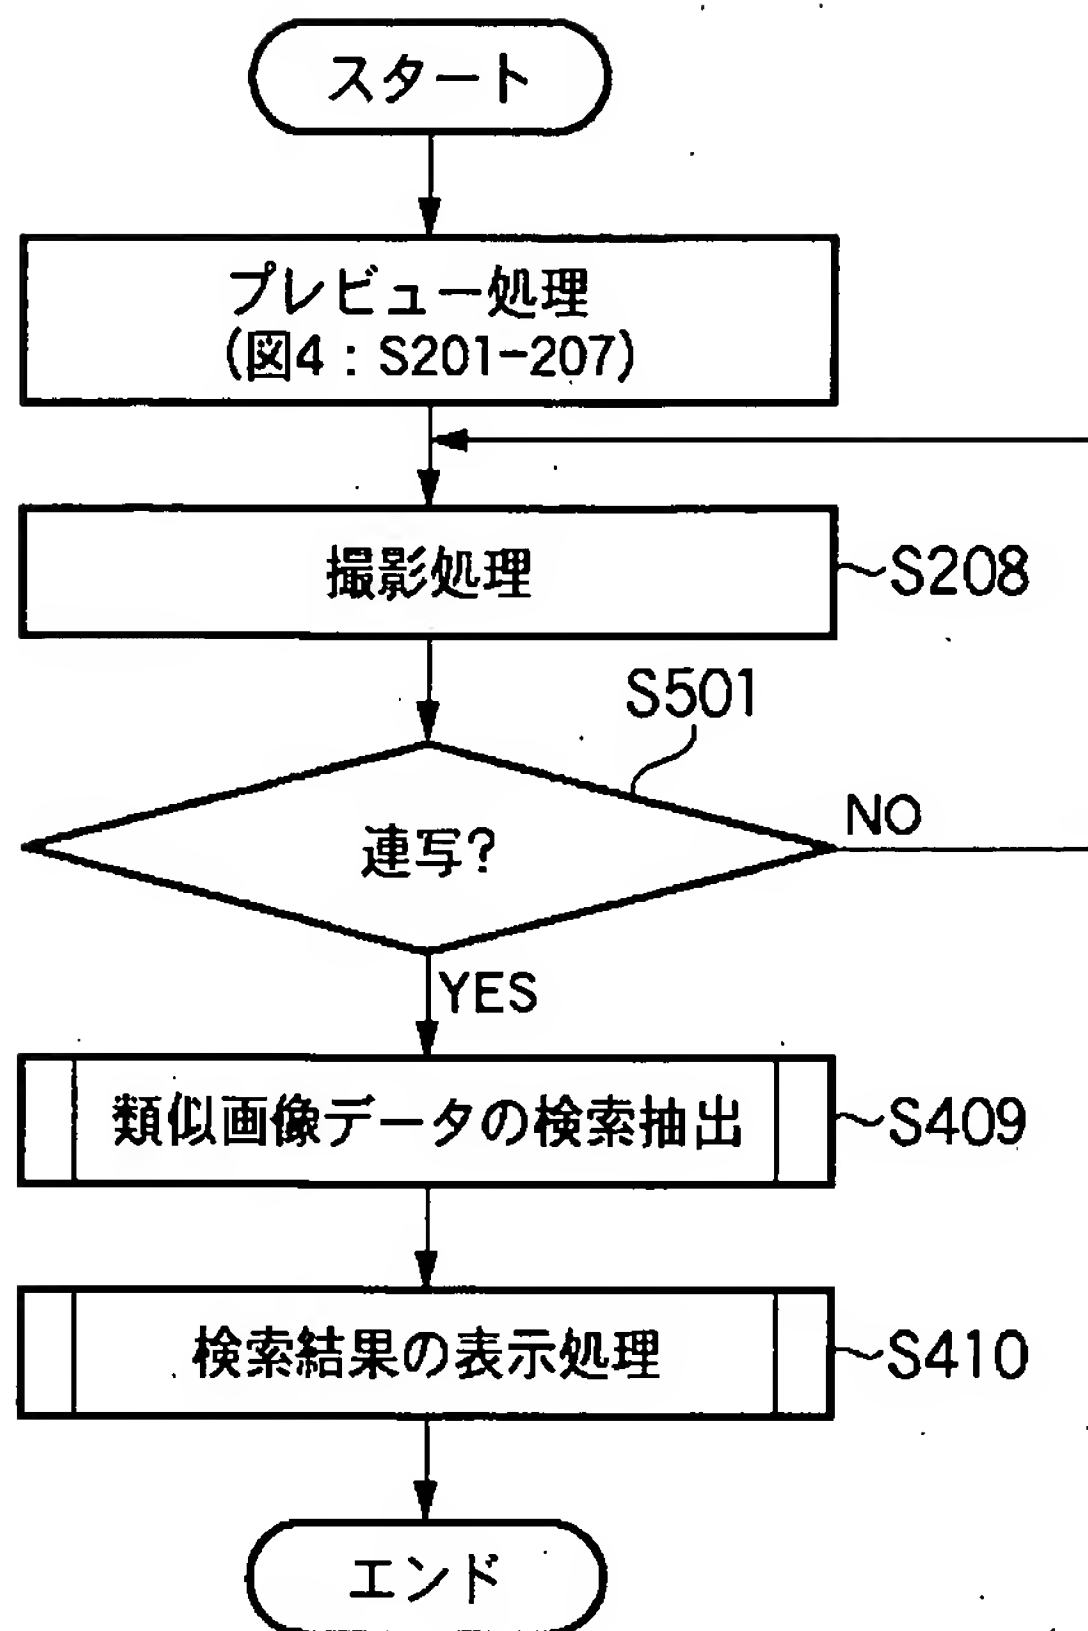 スタート
プレビュー処理
(図4：S201-207)
撮影処理
S208
S501
連写?
NO
YES
類似画像データの検索抽出
S409
検索結果の表示処理
S410
エンド